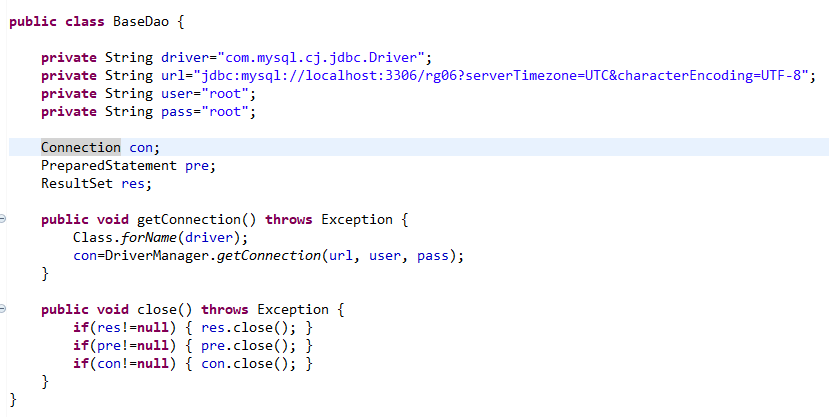 public class BaseDao {
private String driver="com.mysql.cj.jdbc.Driver";
private String url="jdbc:mysql://localhost:3306/rg06?serverTimezone=UTC&characterEncoding=UTF-8";
private String user="root";
private String pass="root";
Connection con;
PreparedStatement pre;
ResultSet res;
public void getConnection() throws Exception {
Class.forName(driver);
con=DriverManager.getConnection(url, user, pass);
}
public void close() throws Exception {
if(res!=null) { res.close(); }
if(pre!=null) { pre.close(); }
if(con!=null) { con.close(); }
}
}